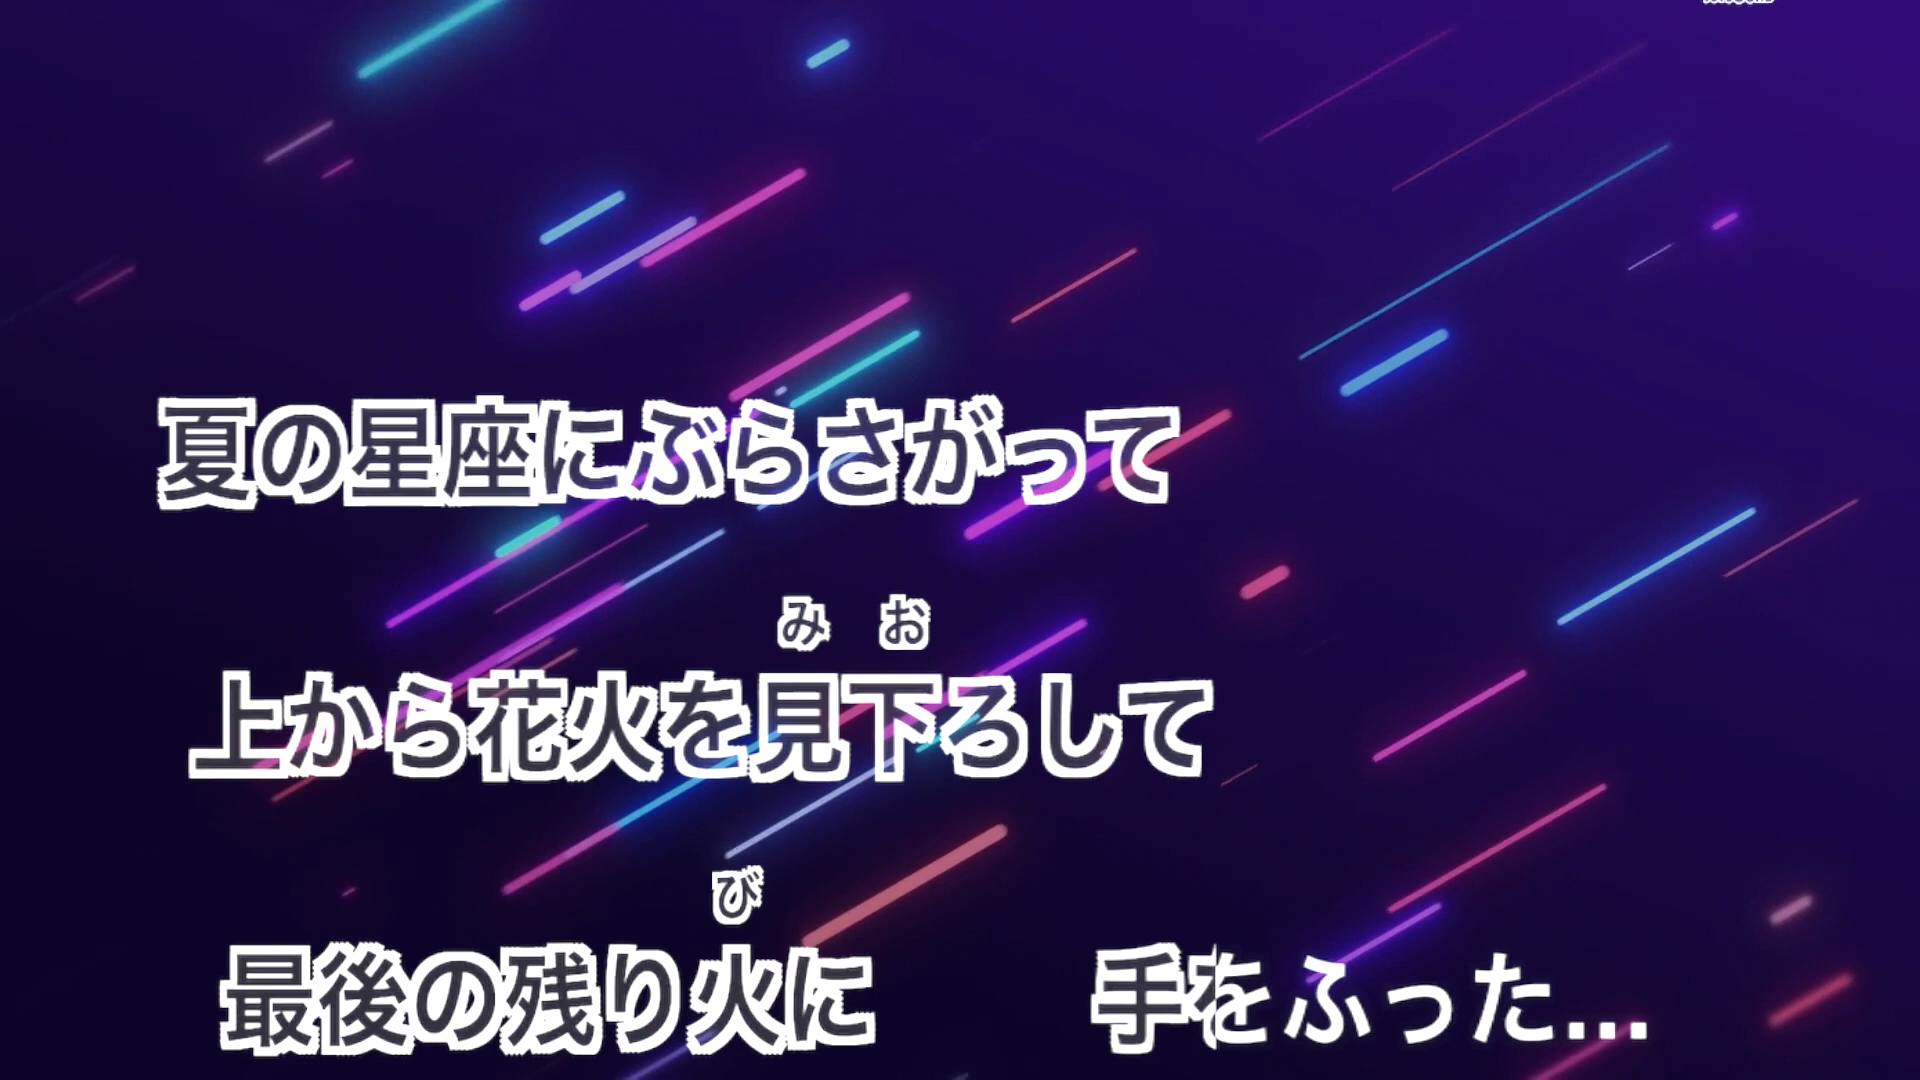 夏の星座にぶらさがって
みお
上から花火を見下ろして
び
最後の残り火に 手をふった...